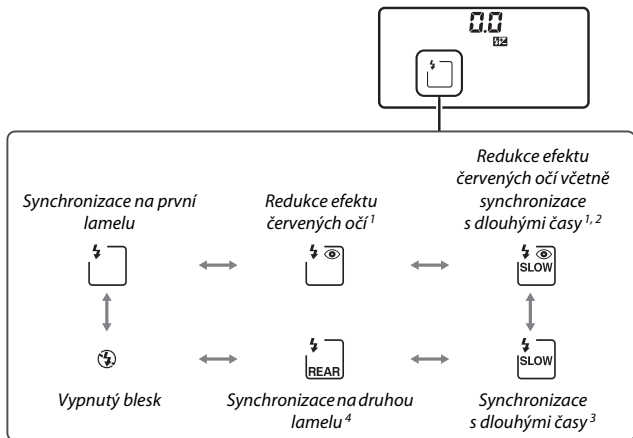 0.0
Synchronizace na první
lamelu
Redukce efektu
červených očí 1
Redukce efektu
červených očí včetně
synchronizace
s dlouhými časy 1, 2
SLOW
REAR
SLOW
Vypnutý blesk
Synchronizace na druhou
lamelu 4
Synchronizace
s dlouhými časy 3